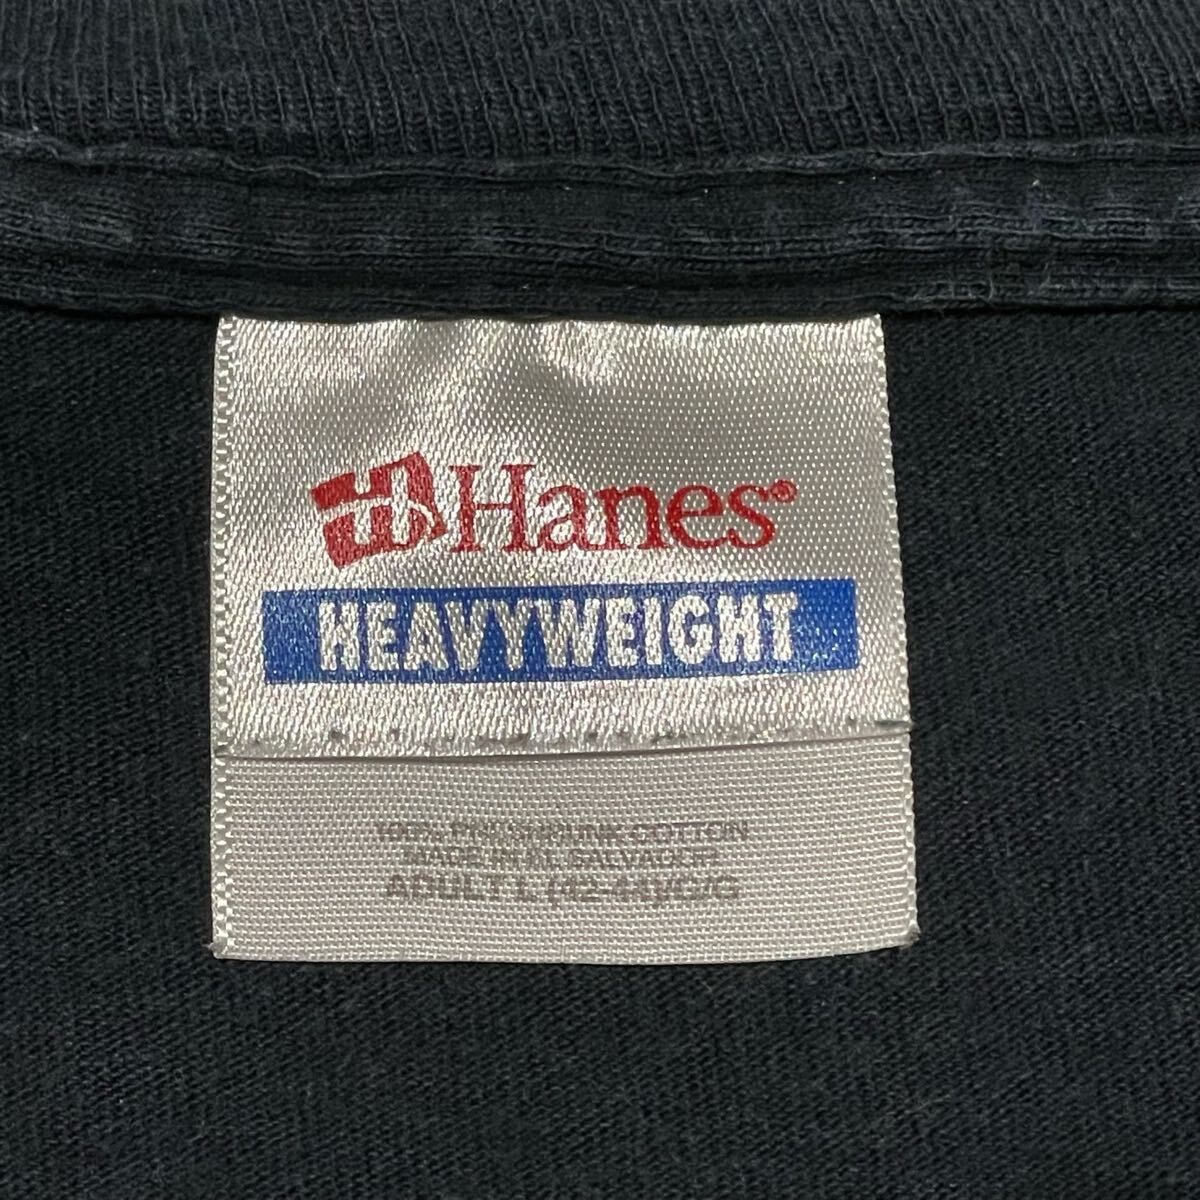 Hanes®
HEAVYWEIGHT
100% PRESHRUNK COTTON
MADE IN EL SALVADOR
ADULT L (42-44)/G/G